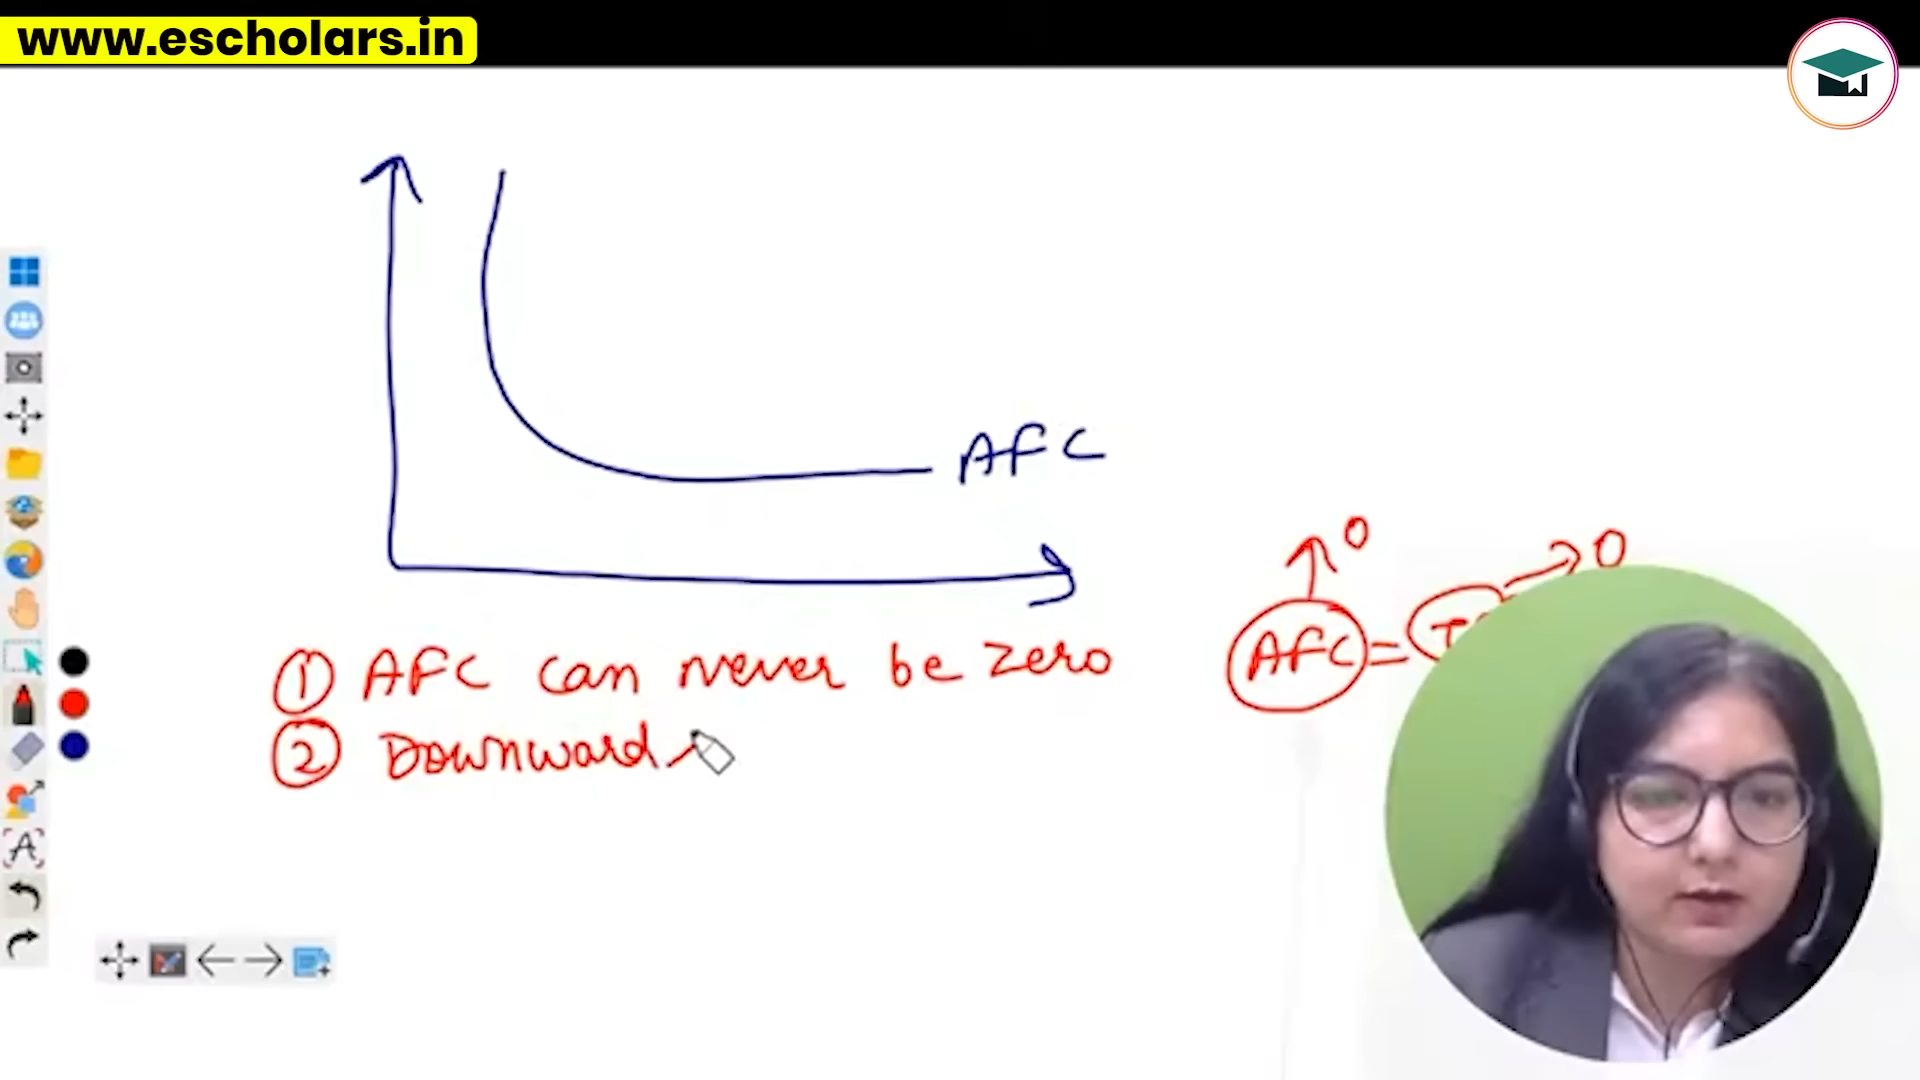 www.escholars.in
AFC
0
0
AFC =
① AFC can never be zero
② Downward